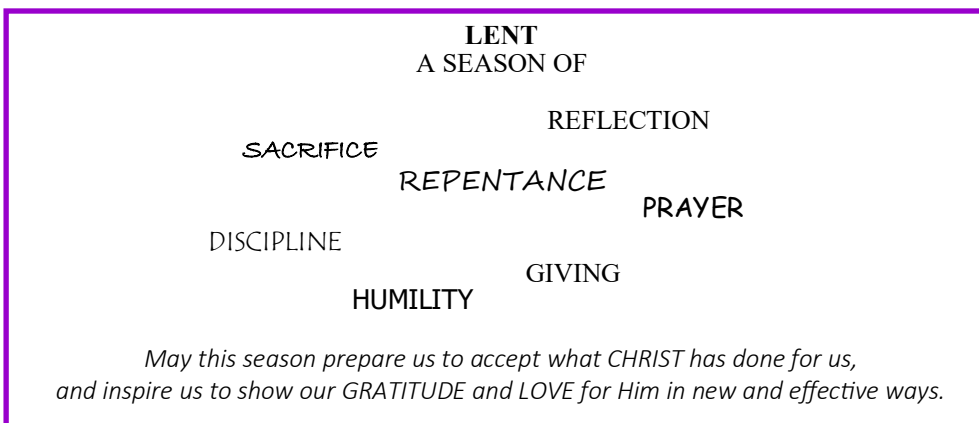 LENT
A SEASON OF
REFLECTION
SACRIFICE
REPENTANCE
PRAYER
DISCIPLINE
GIVING
HUMILITY
May this season prepare us to accept what CHRIST has done for us,
and inspire us to show our GRATITUDE and LOVE for Him in new and effective ways.